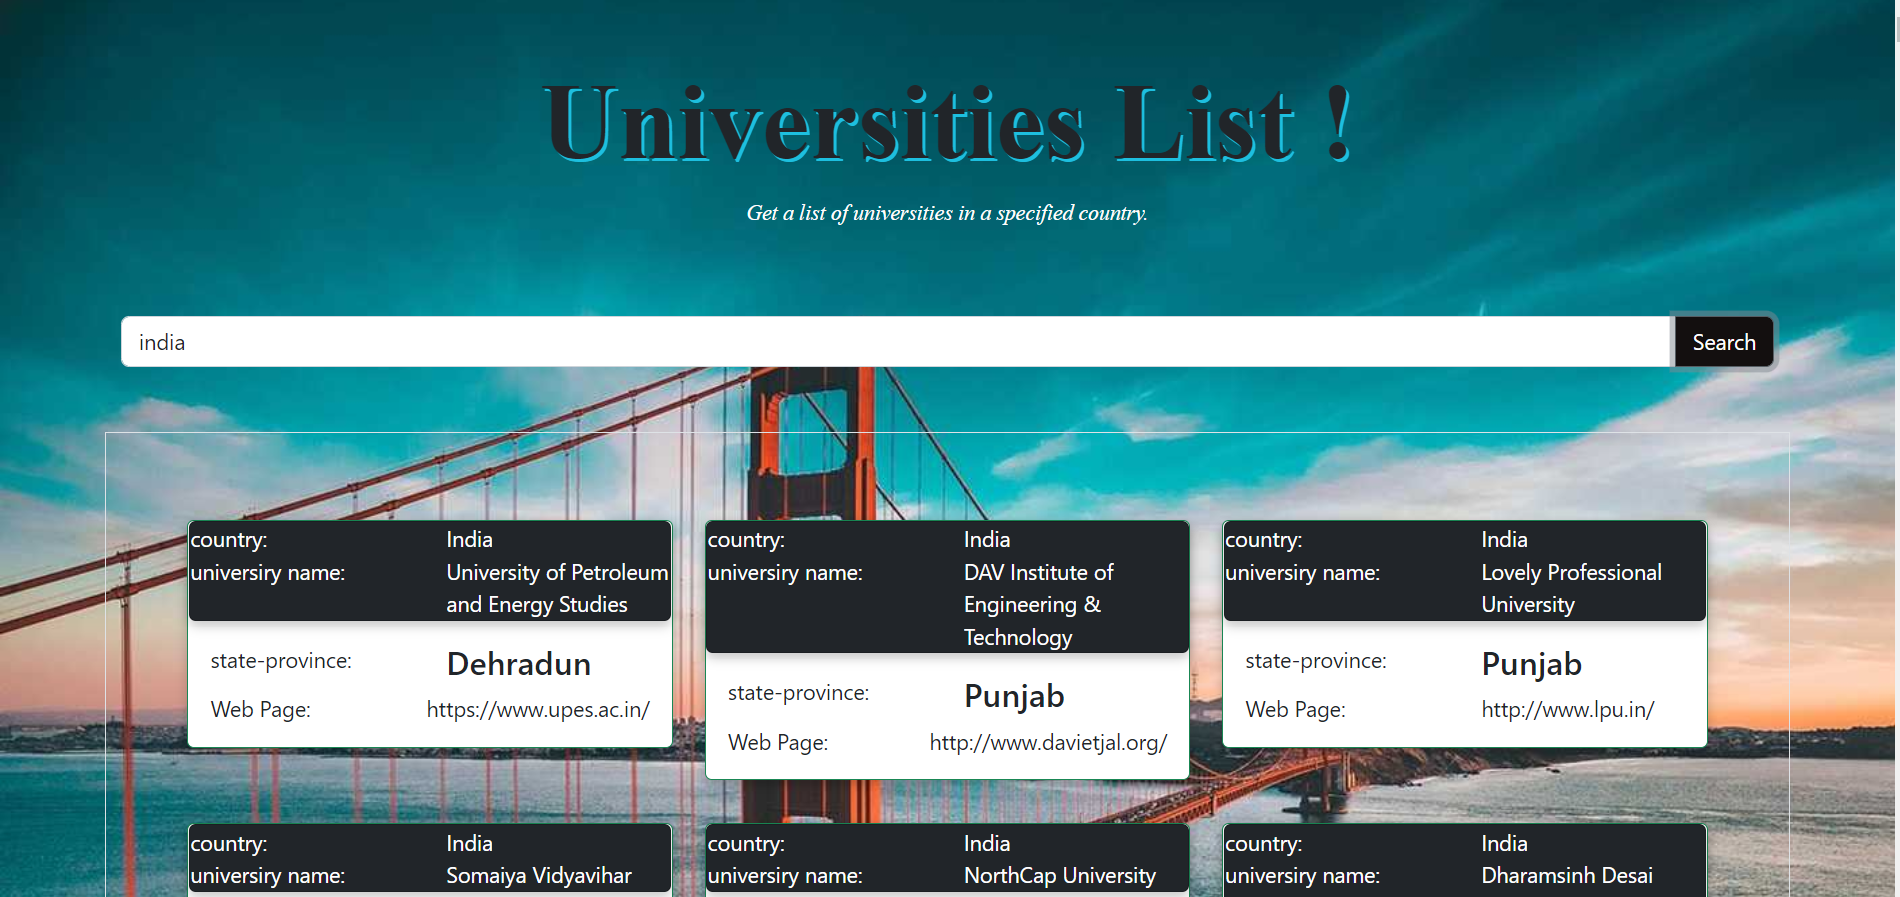 Universities List !
Get a list of universities in a specified country.
india
Search
country: India
universiry name: University of Petroleum
and Energy Studies
state-province: Dehradun
Web Page: https://www.upes.ac.in/
country: India
universiry name: DAV Institute of
Engineering &
Technology
state-province: Punjab
Web Page: http://www.davietjal.org/
country: India
universiry name: Lovely Professional
University
state-province: Punjab
Web Page: http://www.lpu.in/
country: India
universiry name: Somaiya Vidyavihar
country: India
universiry name: NorthCap University
country: India
universiry name: Dharamsinh Desai